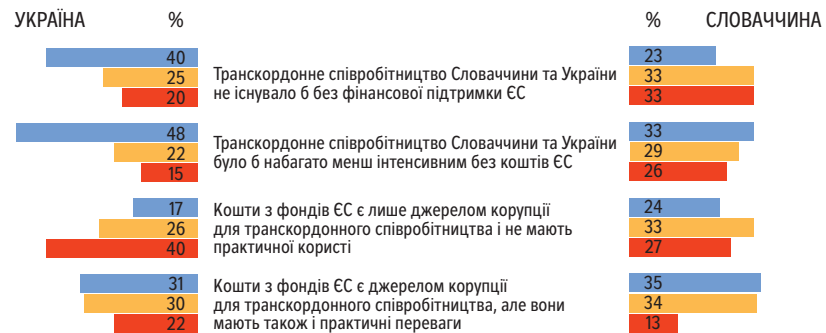 УКРАЇНА % % СЛОВАЧЧИНА
40 23
25 Транскордонне співробітництво Словаччини та України 33
20 не існувало б без фінансової підтримки ЄС 33
48 Транскордонне співробітництво Словаччини та України 33
22 було б набагато менш інтенсивним без коштів ЄС 29
15 26
17 Кошти з фондів ЄС є лише джерелом корупції 24
26 для транскордонного співробітництва і не мають 33
40 практичної користі 27
31 Кошти з фондів ЄС є джерелом корупції 35
30 для транскордонного співробітництва, але вони 34
22 мають також і практичні переваги 13